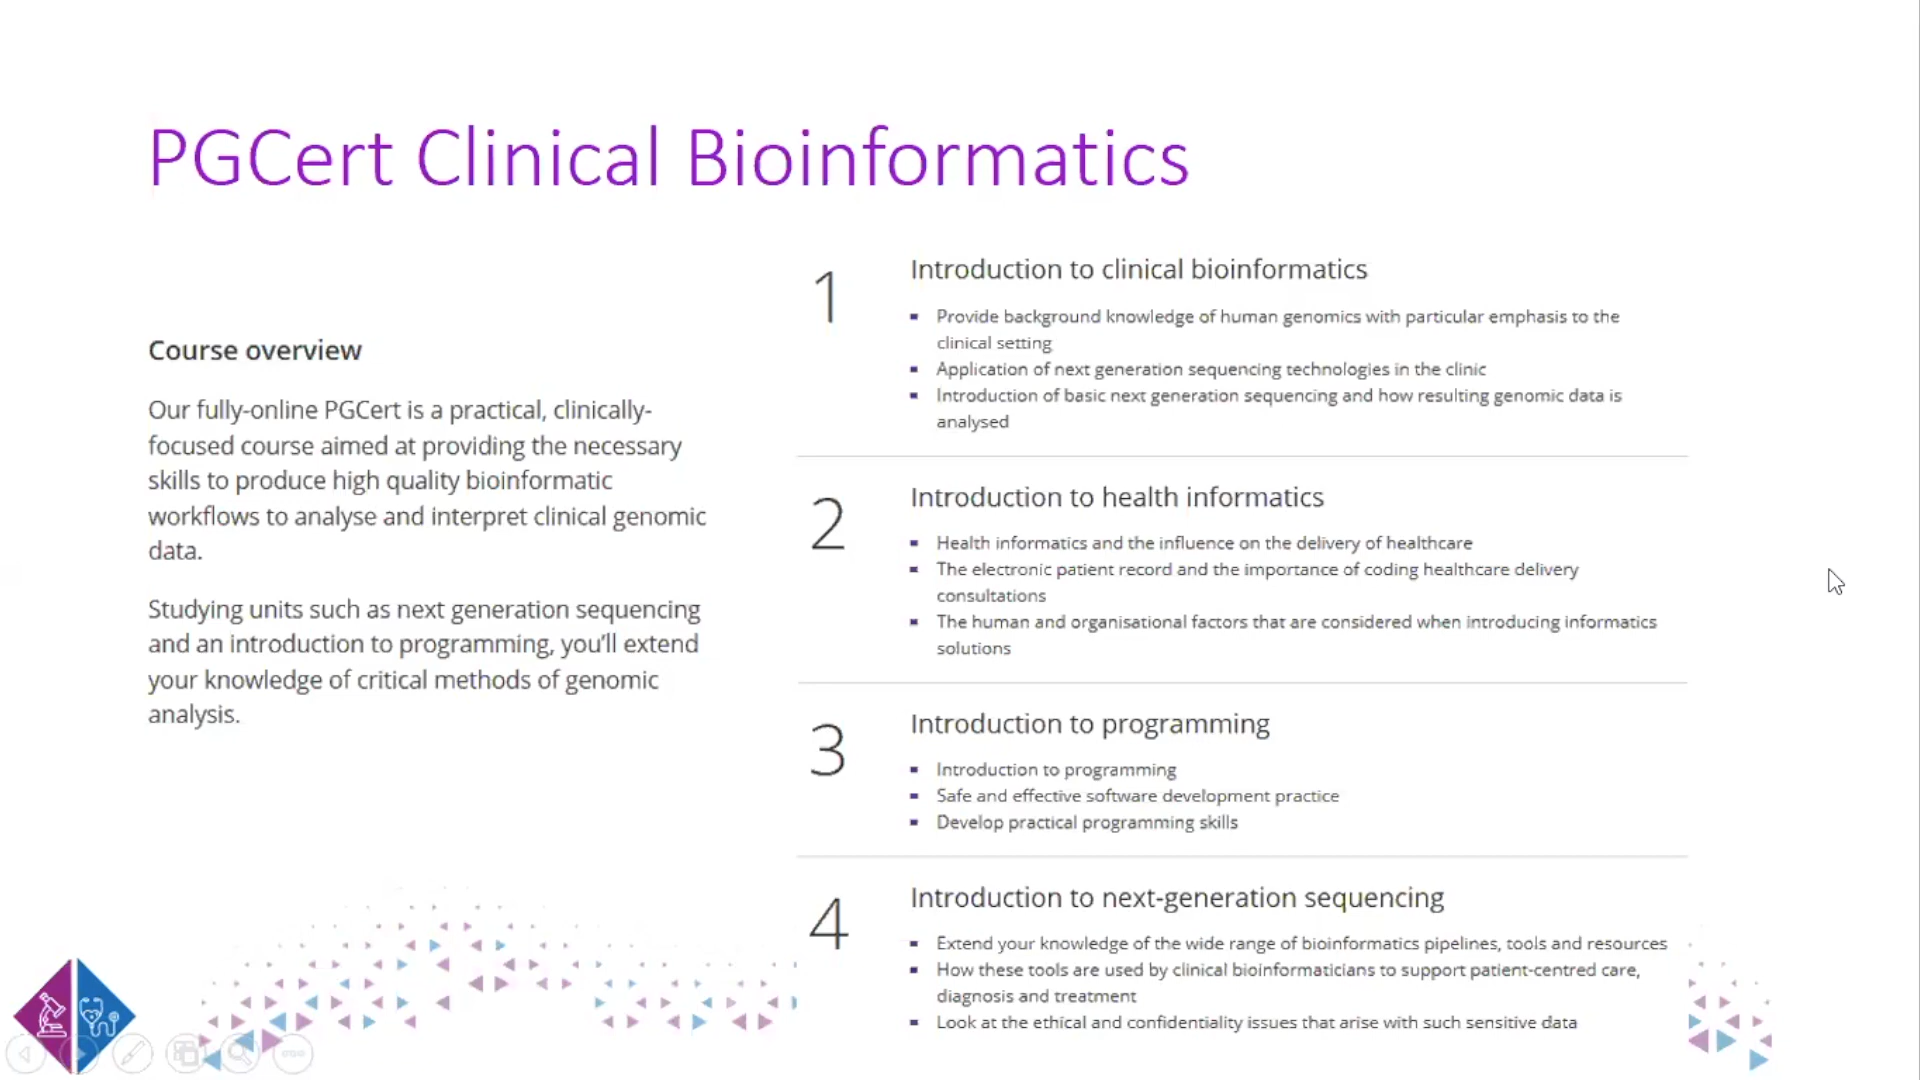 PGCert Clinical Bioinformatics
Course overview
Our fully-online PGCert is a practical, clinically-
focused course aimed at providing the necessary
skills to produce high quality bioinformatic
workflows to analyse and interpret clinical genomic
data.
Studying units such as next generation sequencing
and an introduction to programming, you'll extend
your knowledge of critical methods of genomic
analysis.
1
Introduction to clinical bioinformatics
▪ Provide background knowledge of human genomics with particular emphasis to the
clinical setting
▪ Application of next generation sequencing technologies in the clinic
▪ Introduction of basic next generation sequencing and how resulting genomic data is
analysed
2
Introduction to health informatics
▪ Health informatics and the influence on the delivery of healthcare
▪ The electronic patient record and the importance of coding healthcare delivery
consultations
▪ The human and organisational factors that are considered when introducing informatics
solutions
3
Introduction to programming
▪ Introduction to programming
▪ Safe and effective software development practice
▪ Develop practical programming skills
4
Introduction to next-generation sequencing
▪ Extend your knowledge of the wide range of bioinformatics pipelines, tools and resources
▪ How these tools are used by clinical bioinformaticians to support patient-centred care,
diagnosis and treatment
▪ Look at the ethical and confidentiality issues that arise with such sensitive data